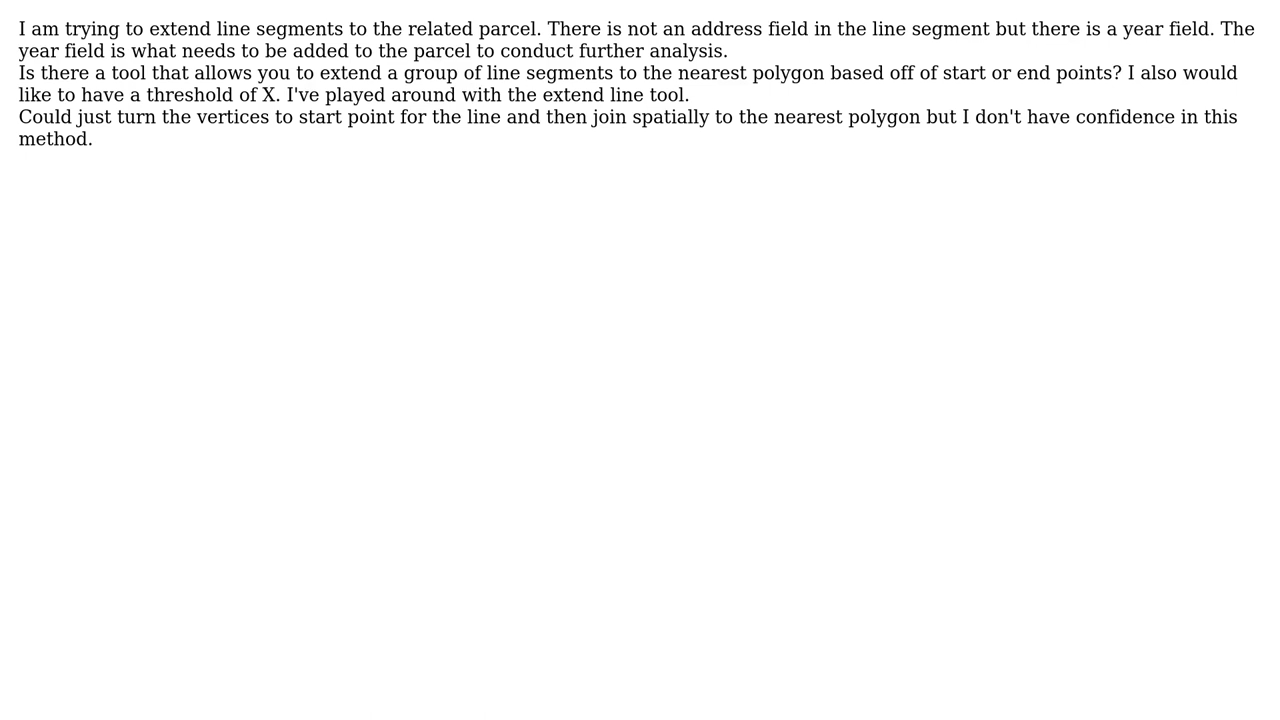 I am trying to extend line segments to the related parcel. There is not an address field in the line segment but there is a year field. The
year field is what needs to be added to the parcel to conduct further analysis.
Is there a tool that allows you to extend a group of line segments to the nearest polygon based off of start or end points? I also would
like to have a threshold of X. I've played around with the extend line tool.
Could just turn the vertices to start point for the line and then join spatially to the nearest polygon but I don't have confidence in this
method.